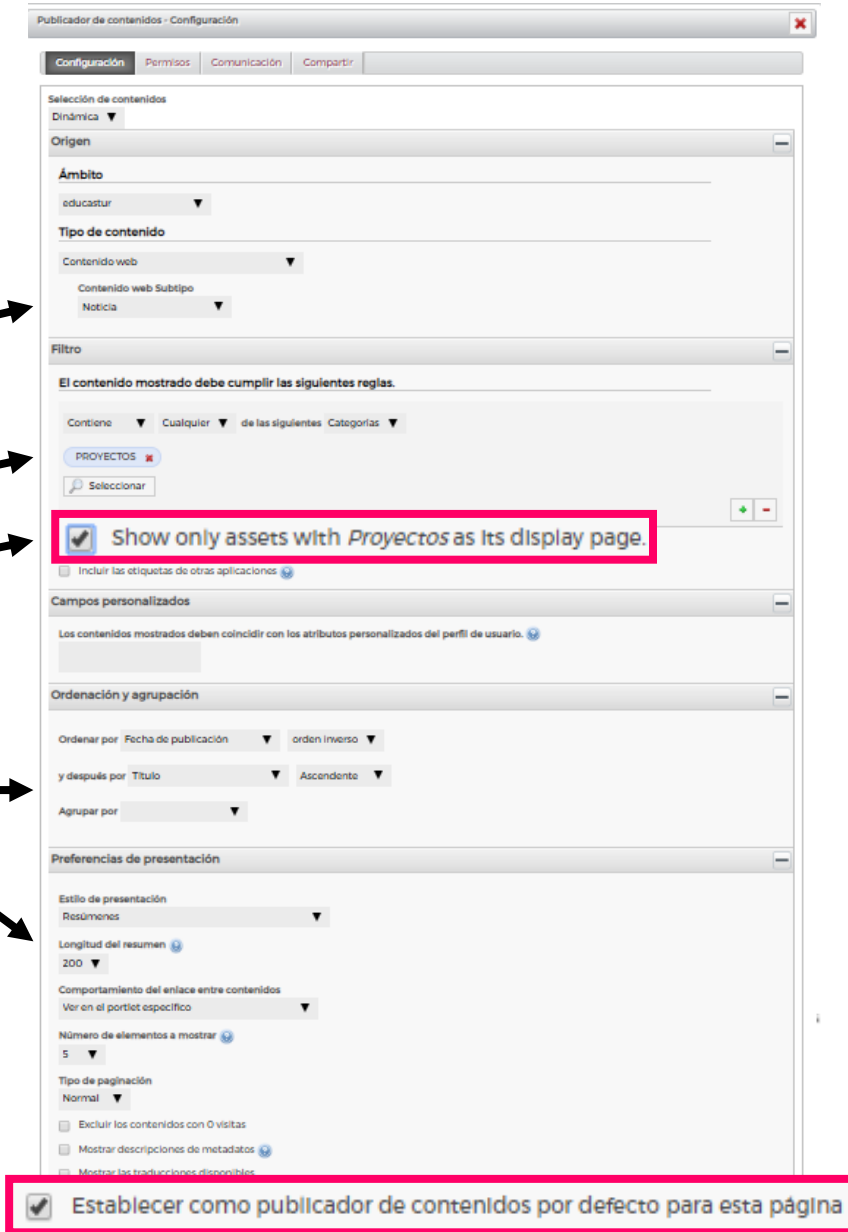 Publicador de contenidos - Configuración
Configuración Permisos Comunicación Compartir
Selección de contenidos
Dinámica
Origen
Ámbito
educastur
Tipo de contenido
Contenido web
Contenido web Subtipo
Noticia
Filtro
El contenido mostrado debe cumplir las siguientes reglas.
Contiene Cualquier de las siguientes Categorías
PROYECTOS
Seleccionar
Show only assets with Proyectos as its display page.
Incluir las etiquetas de otras aplicaciones
Campos personalizados
Los contenidos mostrados deben coincidir con los atributos personalizados del perfil de usuario.
Ordenación y agrupación
Ordenar por Fecha de publicación orden inverso
y después por Título Ascendente
Agrupar por
Preferencias de presentación
Estilo de presentación
Resúmenes
Longitud del resumen
200
Comportamiento del enlace entre contenidos
Ver en el portlet específico
Número de elementos a mostrar
5
Tipo de paginación
Normal
Excluir los contenidos con 0 visitas
Mostrar descripciones de metadatos
Mostrar las traducciones disponibles
Establecer como publicador de contenidos por defecto para esta página